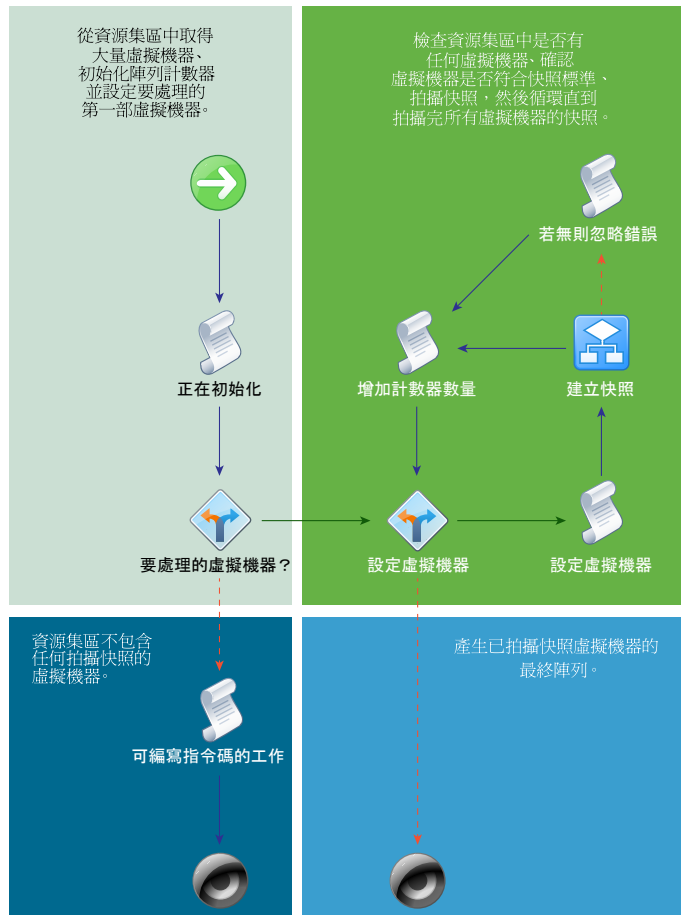 從資源集區中取得
大量虛擬機器、
初始化陣列計數器
並設定要處理的
第一部虛擬機器。
檢查資源集區中是否有
任何虛擬機器、確認
虛擬機器是否符合快照標準、
拍攝快照，然後循環直到
拍攝完所有虛擬機器的快照。
若無則忽略錯誤
正在初始化
增加計數器數量
建立快照
要處理的虛擬機器？
設定虛擬機器
設定虛擬機器
資源集區不包含
任何拍攝快照的
虛擬機器。
產生已拍攝快照虛擬機器的
最終陣列。
可編寫指令碼的工作